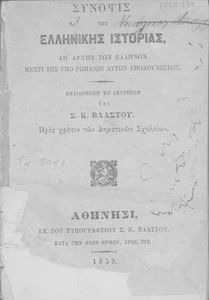 ΣΥΝΟΨΙΣ
ΤΗΣ
ΕΛΛΗΝΙΚΗΣ ΙΣΤΟΡΙΑΣ,
ΑΠ' ΑΡΧΗΣ ΤΩΝ ΕΛΛΗΝΩΝ
ΜΕΧΡΙ ΤΗΣ ΥΠΟ ΡΩΜΑΙΩΝ ΑΥΤΩΝ ΥΠΟΔΟΥΛΩΣΕΩΣ.
ΕΚΔΙΔΟΜΕΝΗ ΤΟ ΔΕΥΤΕΡΟΝ
ΥΠΟ
Σ. Κ. ΒΛΑΣΤΟΥ.
Πρὸς χρῆσιν τῶν Δημοτικῶν Σχολείων.
ΑΘΗΝΗΣΙ,
ΕΚ ΤΟΥ ΤΥΠΟΓΡΑΦΕΙΟΥ Σ. Κ. ΒΛΑΣΤΟΥ,
ΚΑΤΑ ΤΗΝ ΟΔΟΝ ΕΡΜΟΥ, ΑΡΙΘ. 212.
1859